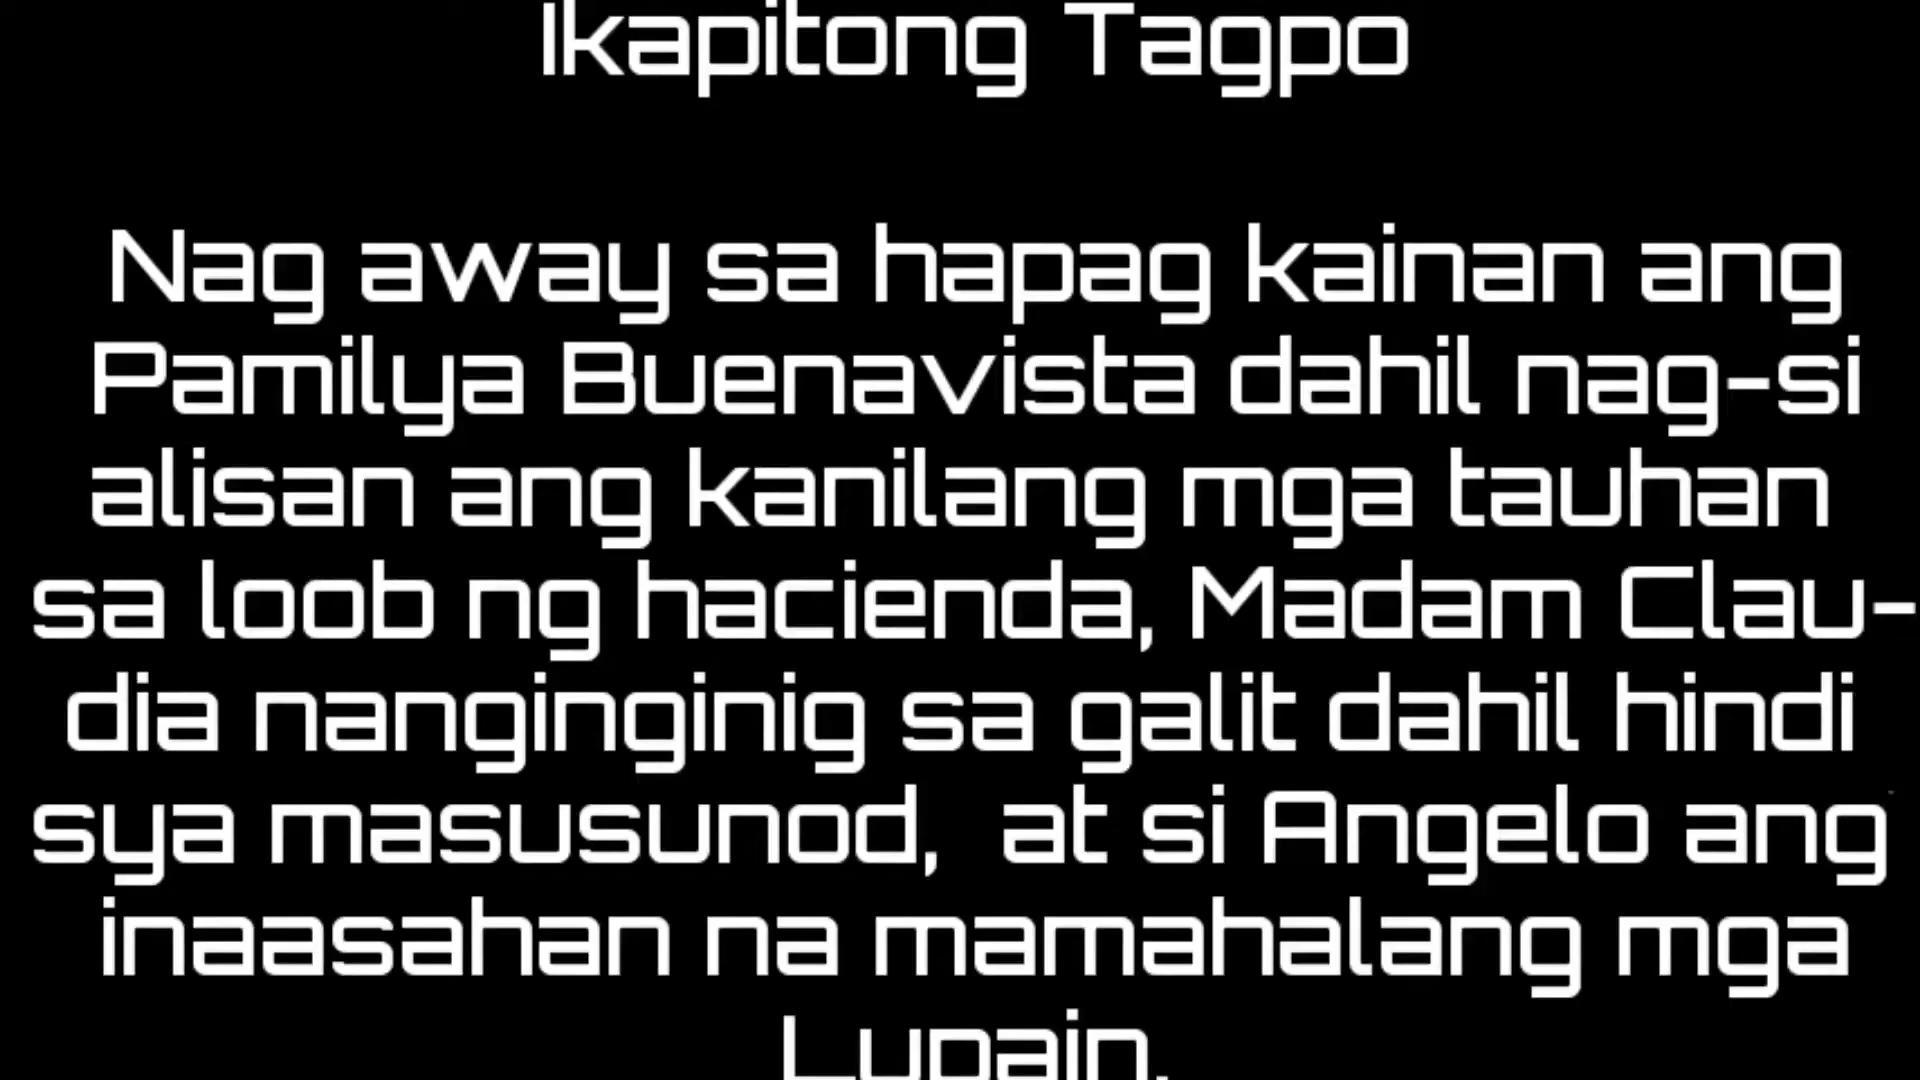 Ikapitong Tagpo
Nag away sa hapag kainan ang
Pamilya Buenavista dahil nag-si
alisan ang kanilang mga tauhan
sa loob ng hacienda, Madam Clau-
dia nanginginig sa galit dahil hindi
sya masusunod,  at si Angelo ang
inaasahan na mamahalang mga
Lupain.